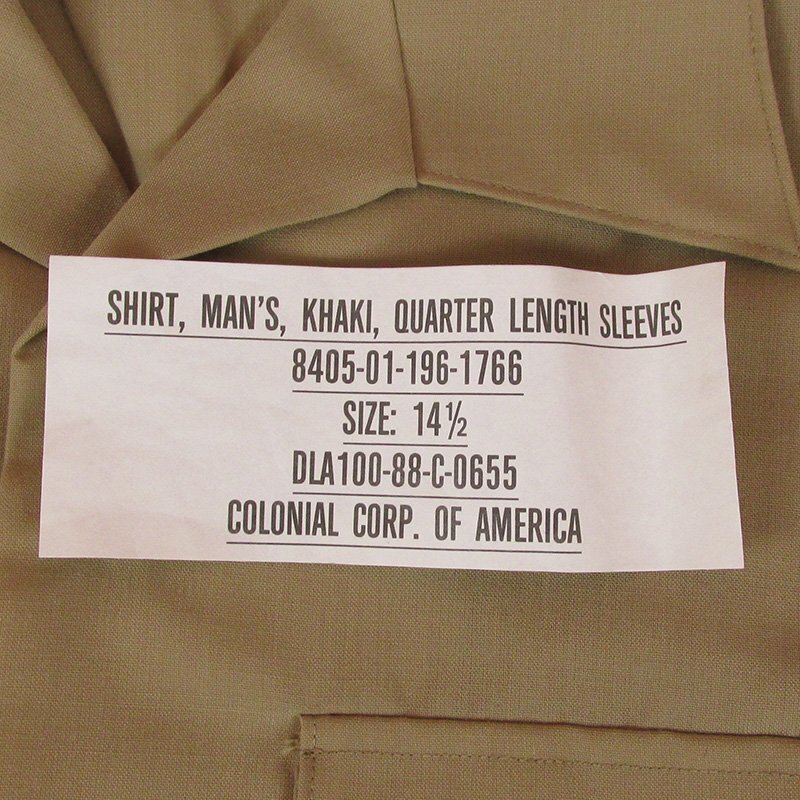 SHIRT, MAN'S, KHAKI, QUARTER LENGTH SLEEVES
8405-01-196-1766
SIZE: 14½
DLA100-88-C-0655
COLONIAL CORP. OF AMERICA